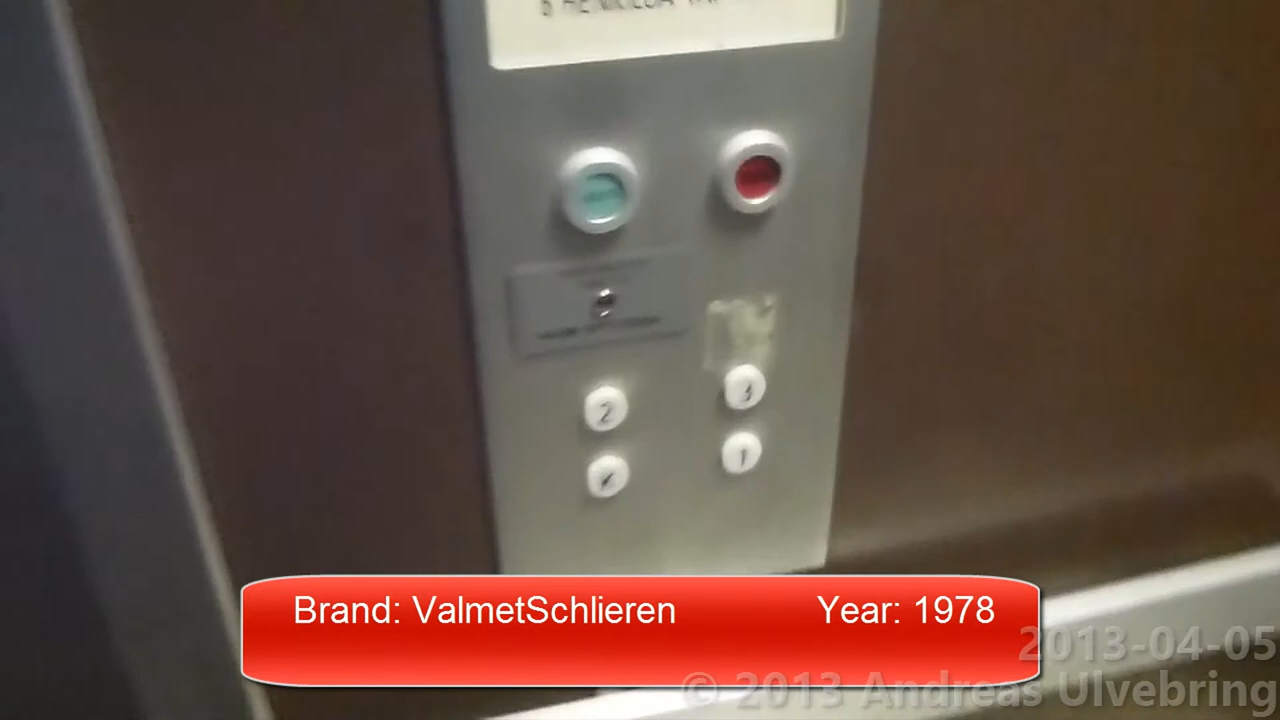 2
3
K
1
Brand: ValmetSchlieren Year: 1978
2013-04-05
© 2013 Andreas Ulvebring